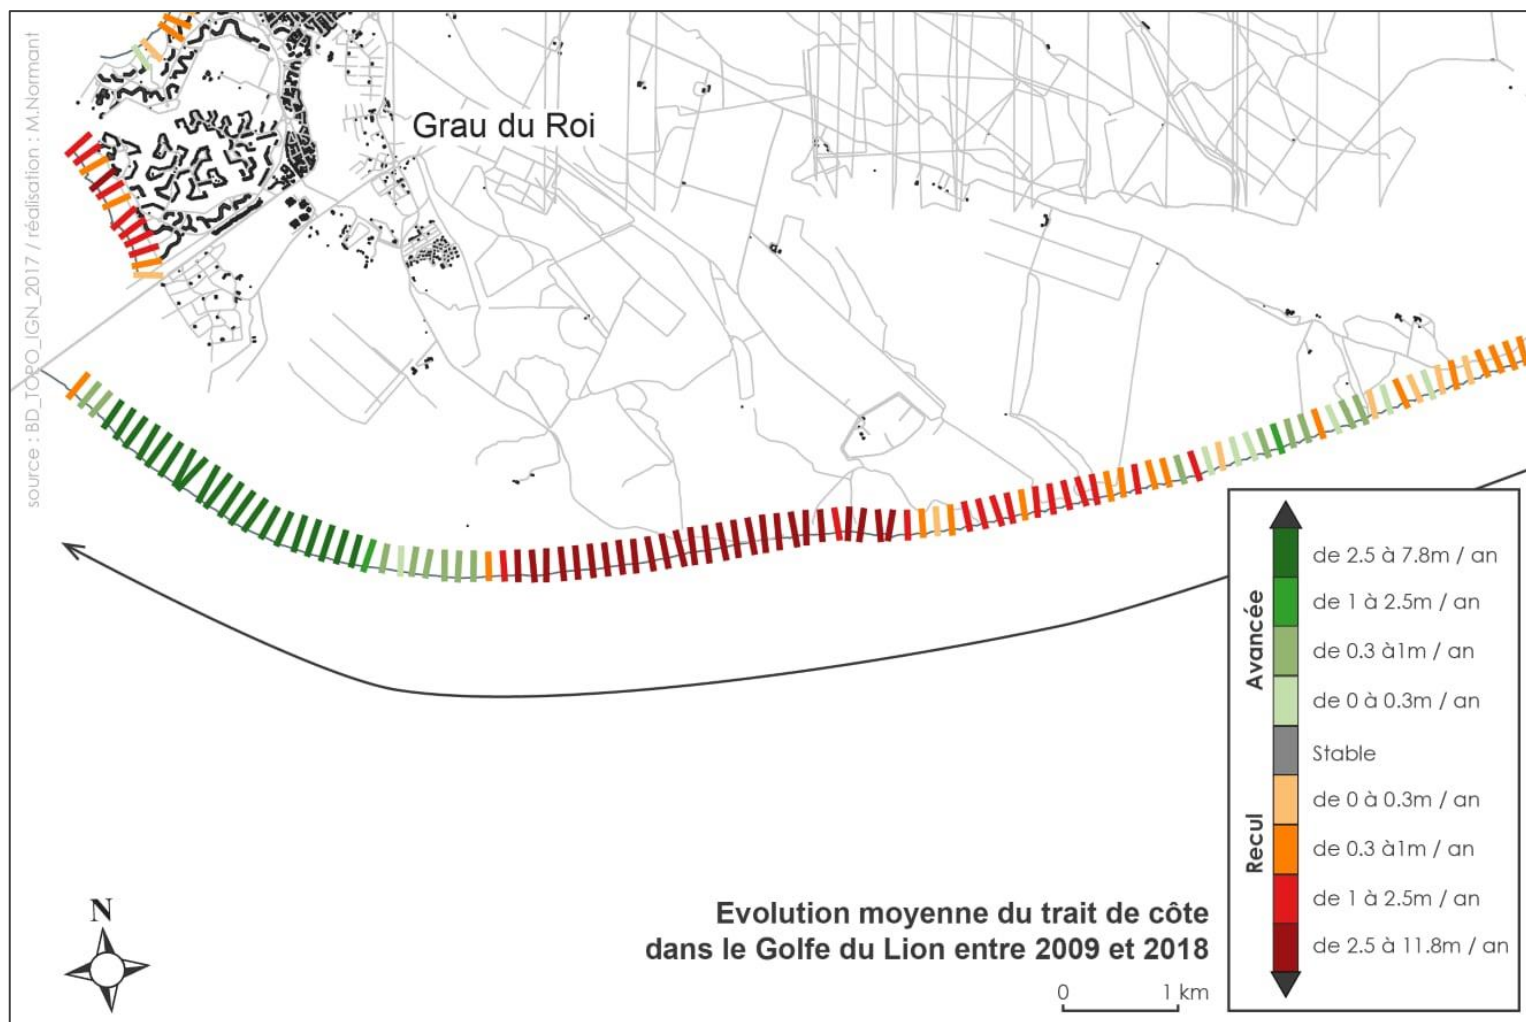 source : BD_TOPO_IGN_2017 / réalisation : M.Normant
Grau du Roi
Avancée
de 2.5 à 7.8m / an
de 1 à 2.5m / an
de 0.3 à1m / an
de 0 à 0.3m / an
Stable
Recul
de 0 à 0.3m / an
de 0.3 à1m / an
de 1 à 2.5m / an
de 2.5 à 11.8m / an
N
Evolution moyenne du trait de côte
dans le Golfe du Lion entre 2009 et 2018
0 1 km